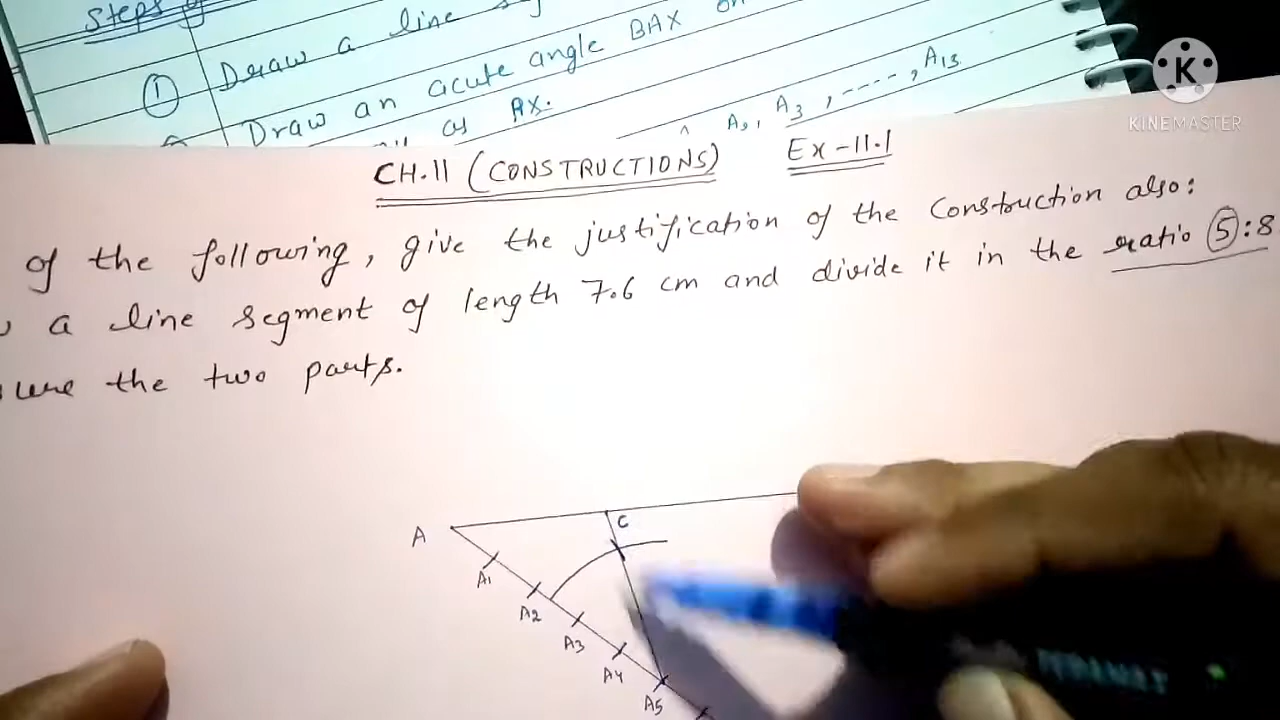 Steps of
① Draw a line
Draw an acute angle BAX on
as AX.
A3 , ----, A13
K
KINEMASTER
CH.11 (CONSTRUCTIONS) Ex-11.1
of the following, give the justification of the construction also:
a line segment of length 7.6 cm and divide it in the ratio 5:8
the two parts.
A
C
A1
A2
A3
A4
A5